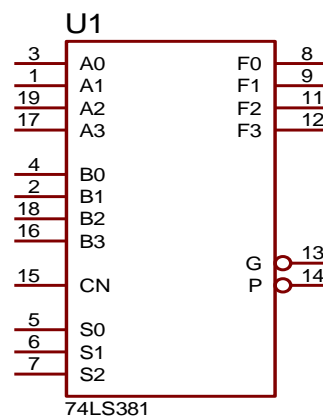 U1
3 A0 F0 8
1 A1 F1 9
19 A2 F2 11
17 A3 F3 12
4 B0
2 B1
18 B2
16 B3
G 13
15 CN P 14
5 S0
6 S1
7 S2
74LS381